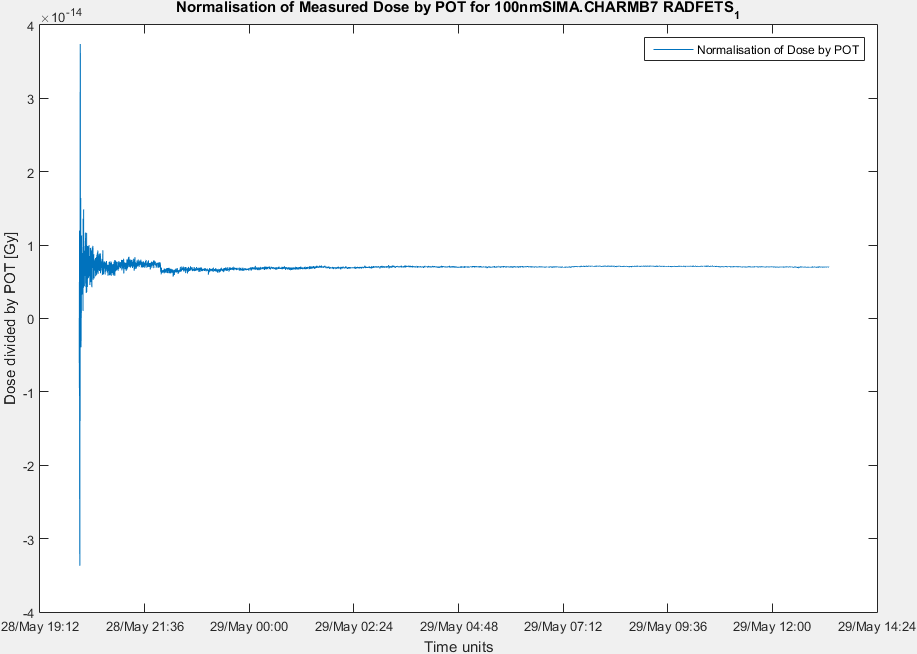 Normalisation of Measured Dose by POT for 100nmSIMA.CHARMB7 RADFETS_1
×10^-14
Normalisation of Dose by POT
4
3
2
1
0
-1
-2
-3
-4
Dose divided by POT [Gy]
28/May 19:12 28/May 21:36 29/May 00:00 29/May 02:24 29/May 04:48 29/May 07:12 29/May 09:36 29/May 12:00 29/May 14:24
Time units